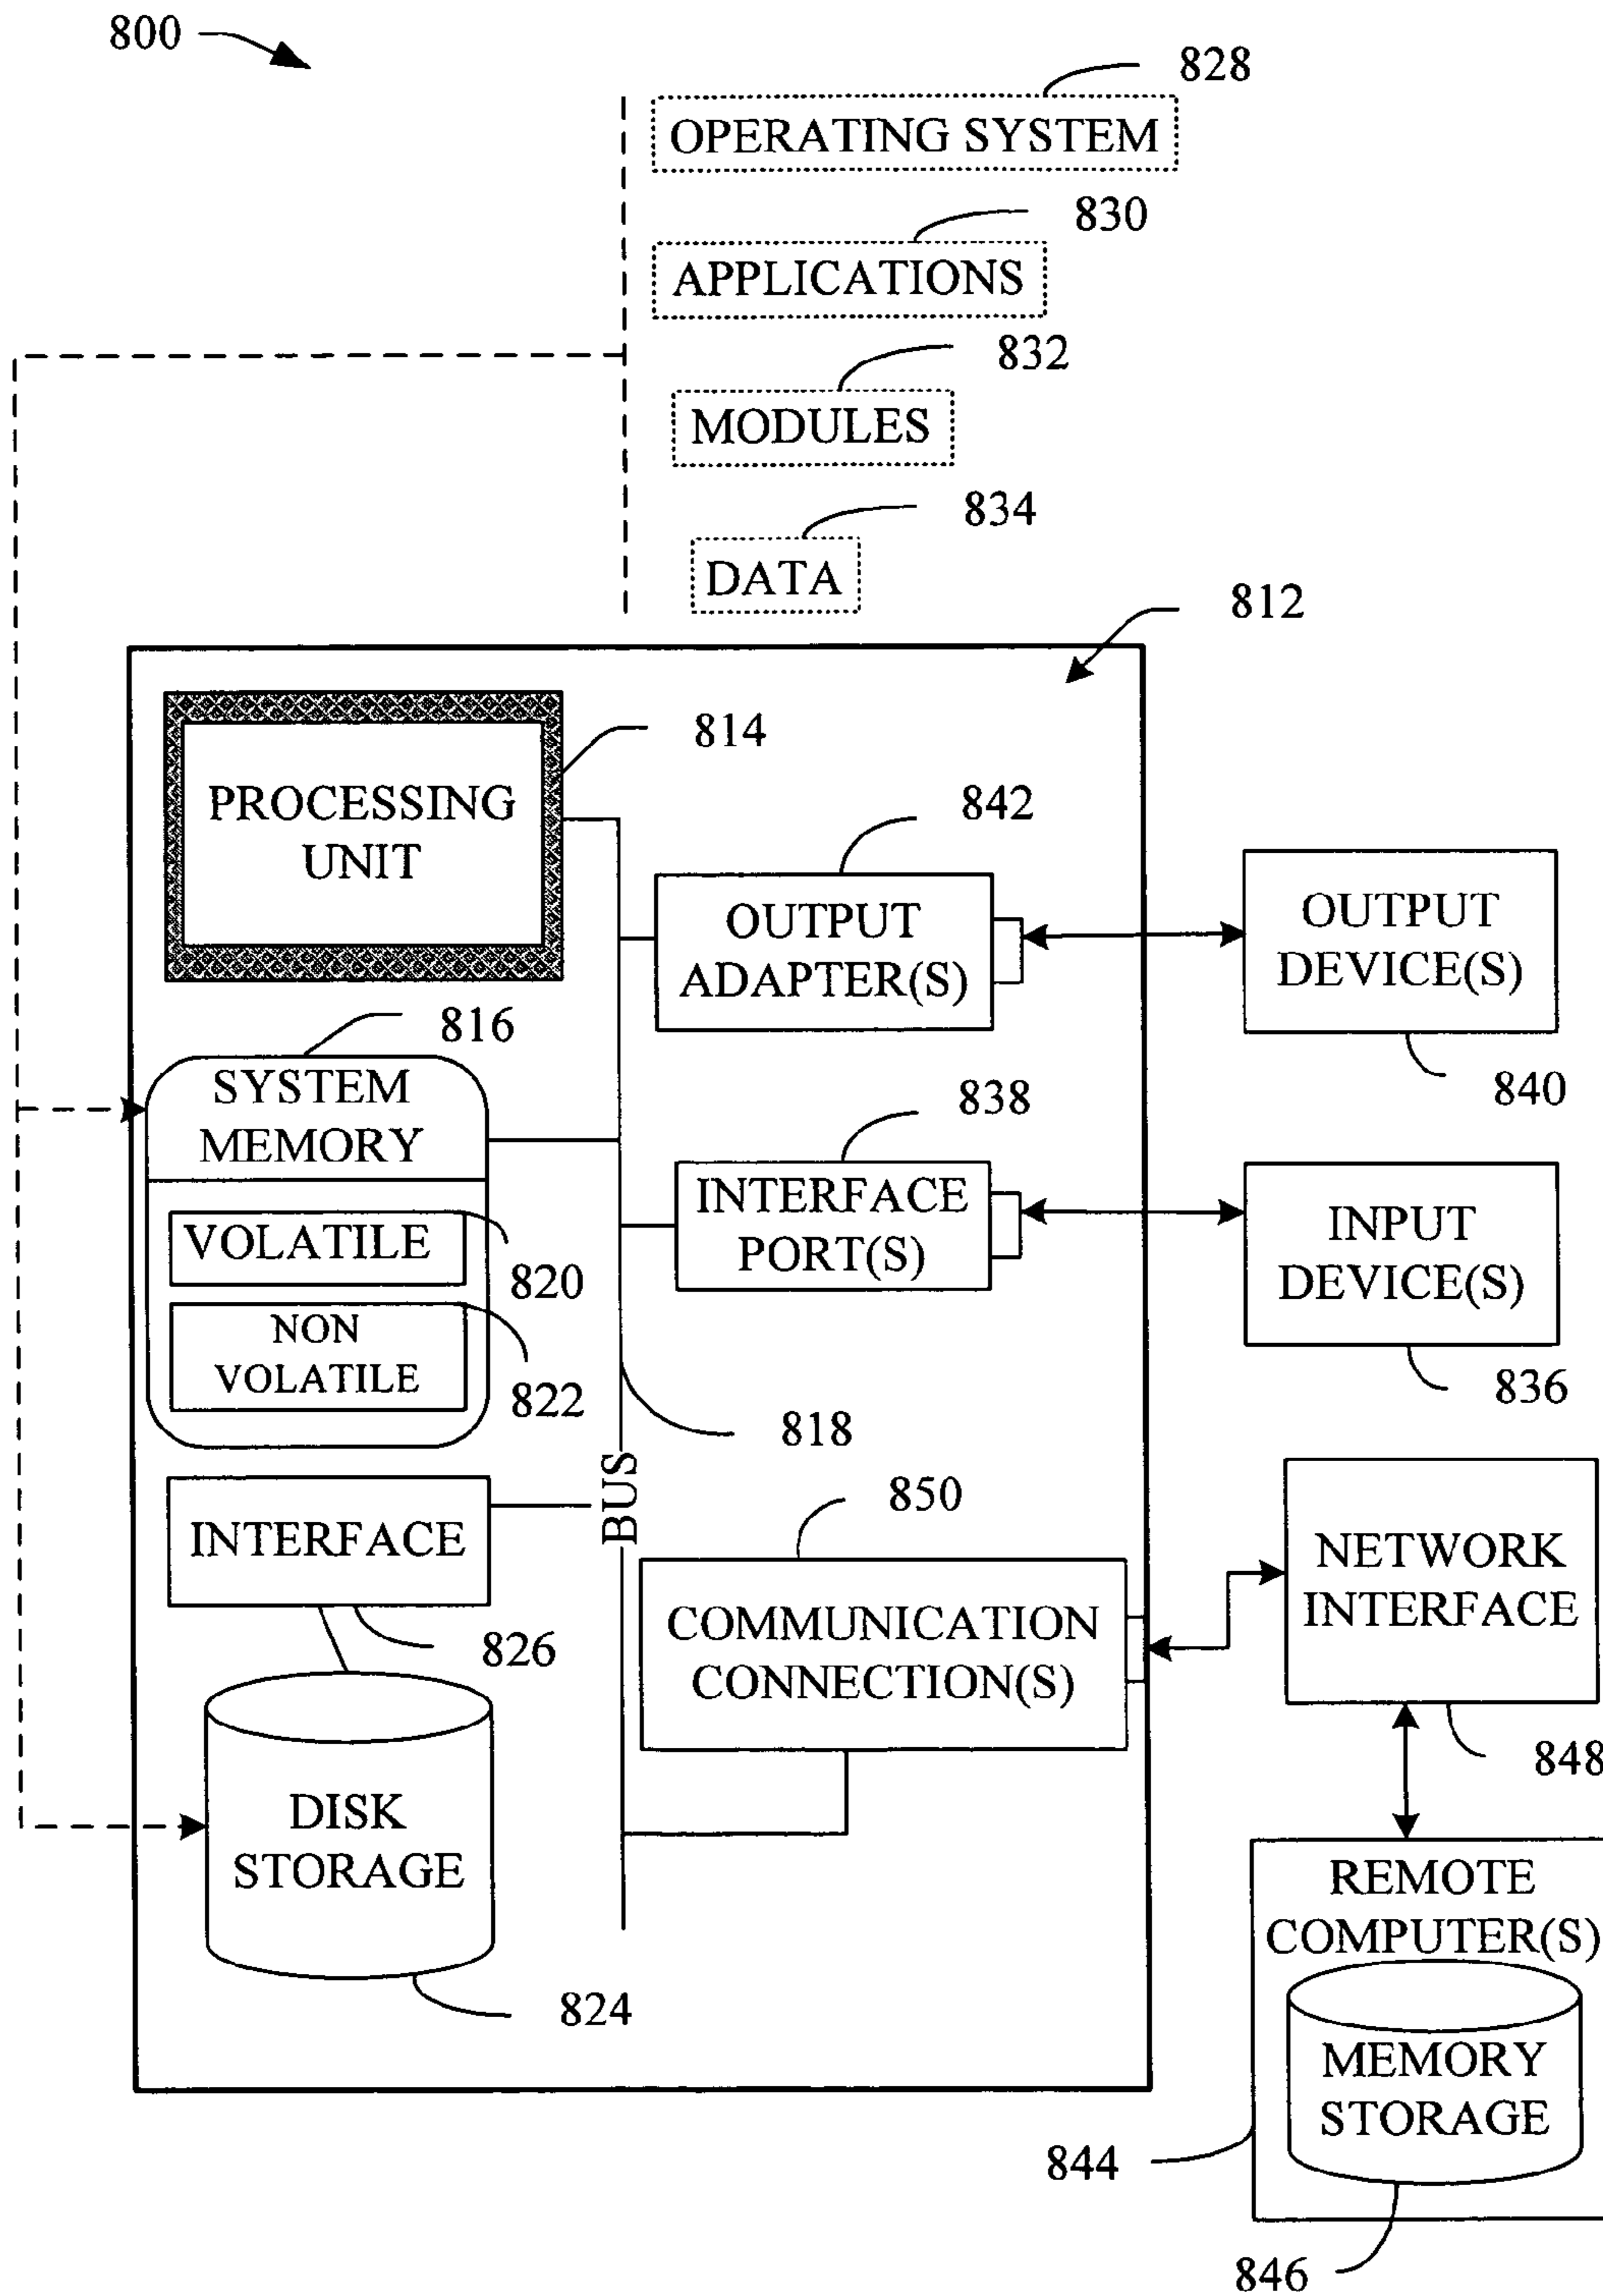 800
828
OPERATING SYSTEM
830
APPLICATIONS
832
MODULES
834
DATA
812
PROCESSING
UNIT
814
842
OUTPUT
ADAPTER(S)
OUTPUT
DEVICE(S)
840
816
SYSTEM
MEMORY
VOLATILE
820
NON
VOLATILE
822
838
INTERFACE
PORT(S)
INPUT
DEVICE(S)
836
818
BUS
INTERFACE
826
850
COMMUNICATION
CONNECTION(S)
NETWORK
INTERFACE
848
DISK
STORAGE
824
REMOTE
COMPUTER(S)
MEMORY
STORAGE
844
846